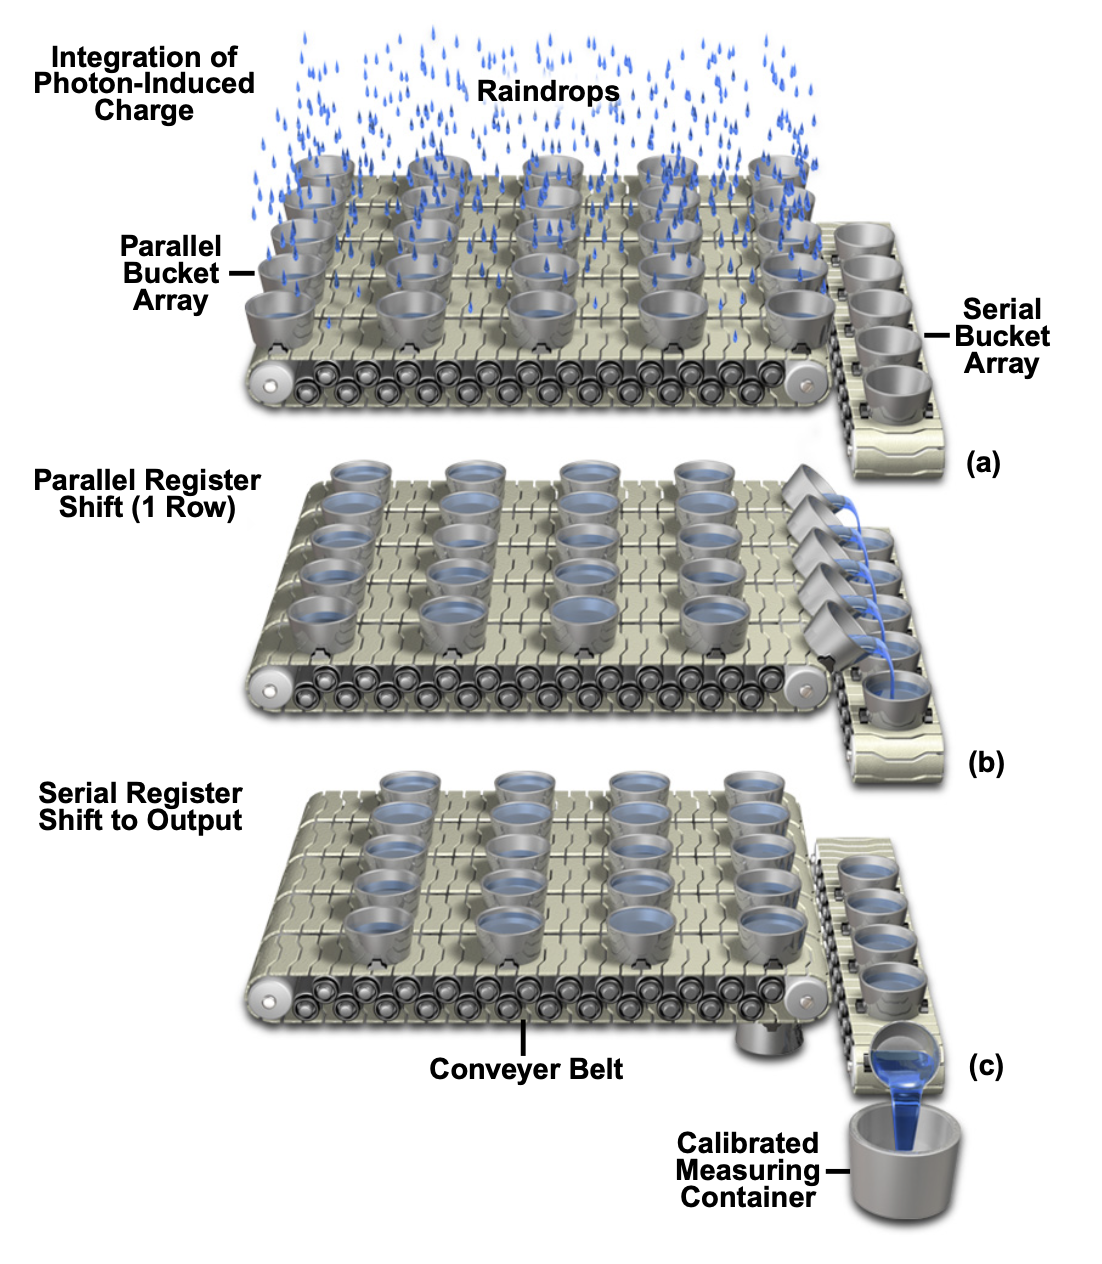 Integration of
Photon-Induced
Charge
Raindrops
Parallel
Bucket
Array
Serial
Bucket
Array
(a)
Parallel Register
Shift (1 Row)
(b)
Serial Register
Shift to Output
Conveyer Belt
(c)
Calibrated
Measuring
Container